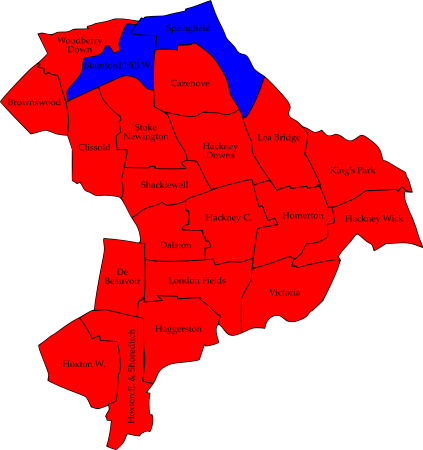 Springfield
Woodberry
Down
Stamford Hill W.
Cazenove
Brownswood
Stoke
Newington
Lea Bridge
Clissold
Hackney
Downs
King's Park
Shacklewell
Hackney C.
Homerton
Hackney Wick
Dalston
De
Beauvoir
London Fields
Victoria
Haggerston
Hoxton W.
Hoxton E. & Shoreditch